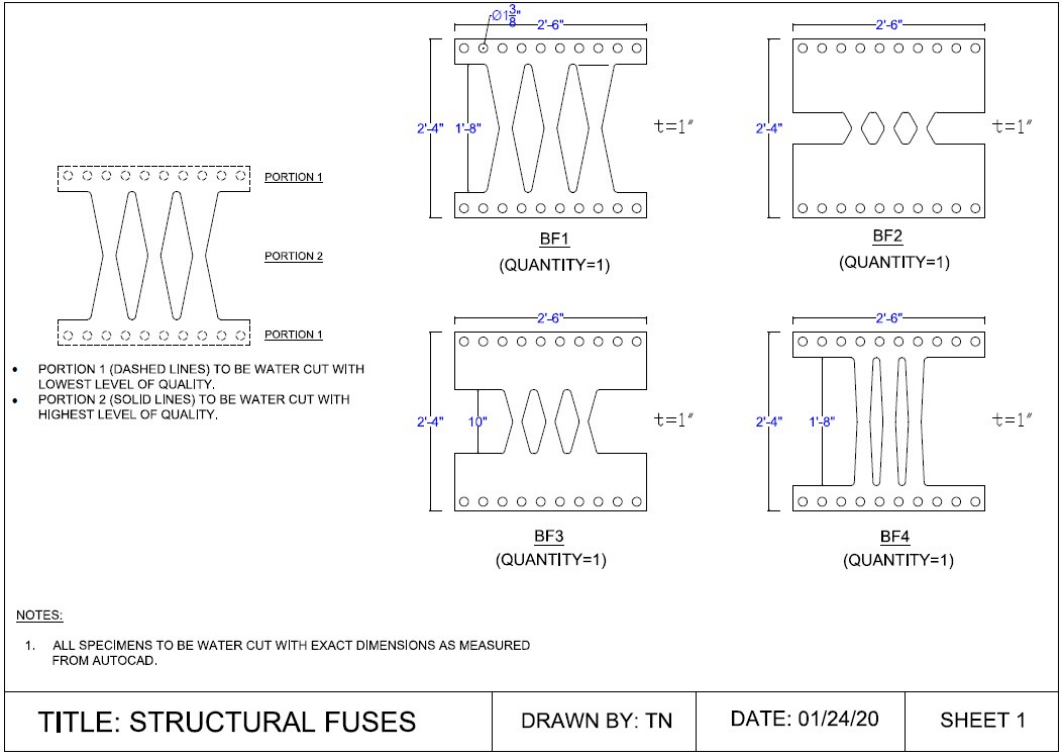 Ø1 3/8"
2'-6"
2'-4"
1'-8"
t=1"
BF1
(QUANTITY=1)
2'-6"
2'-4"
t=1"
BF2
(QUANTITY=1)
PORTION 1
PORTION 2
PORTION 1
• PORTION 1 (DASHED LINES) TO BE WATER CUT WITH
LOWEST LEVEL OF QUALITY.
• PORTION 2 (SOLID LINES) TO BE WATER CUT WITH
HIGHEST LEVEL OF QUALITY.
2'-6"
2'-4"
10"
t=1"
BF3
(QUANTITY=1)
2'-6"
2'-4"
1'-8"
t=1"
BF4
(QUANTITY=1)
NOTES:
1. ALL SPECIMENS TO BE WATER CUT WITH EXACT DIMENSIONS AS MEASURED
FROM AUTOCAD.
TITLE: STRUCTURAL FUSES
DRAWN BY: TN
DATE: 01/24/20
SHEET 1